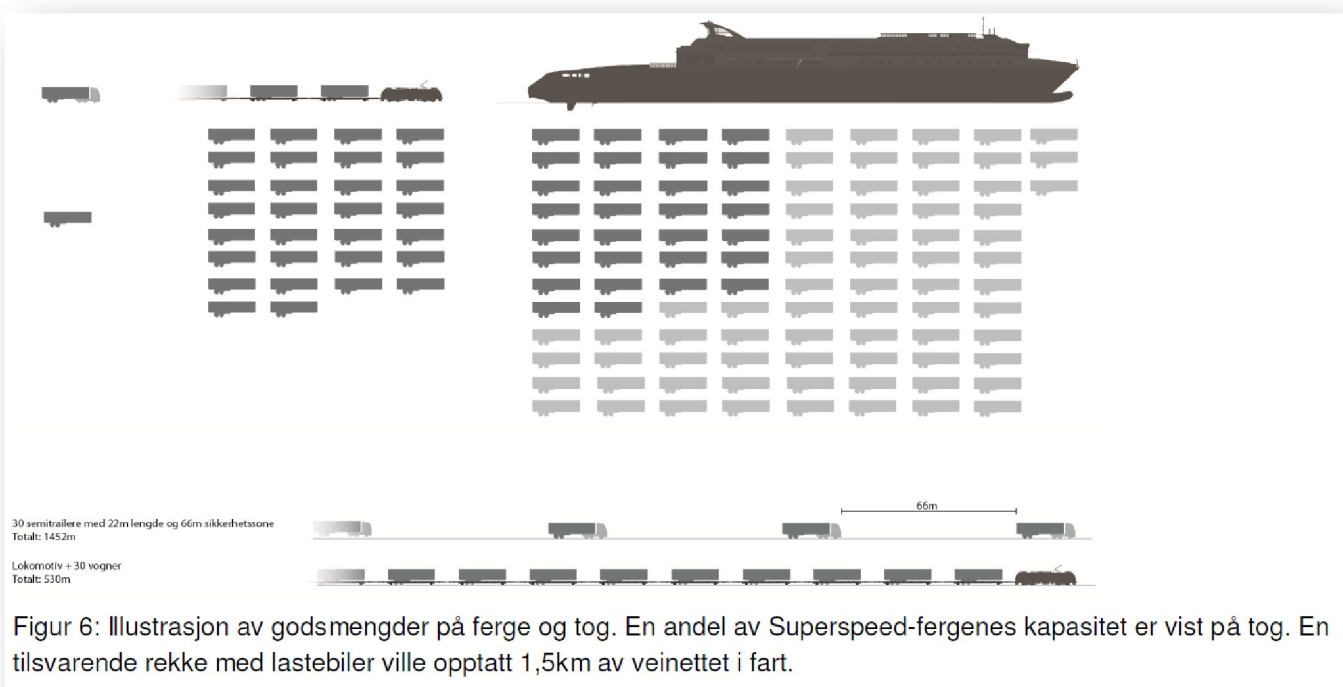 66m
30 semitrailere med 22m lengde og 66m sikkerhetssone
Totalt: 1452m
Lokomotiv + 30 vogner
Totalt: 530m
Figur 6: Illustrasjon av godsmengder på ferge og tog. En andel av Superspeed-fergenes kapasitet er vist på tog. En
tilsvarende rekke med lastebiler ville opptatt 1,5km av veinettet i fart.